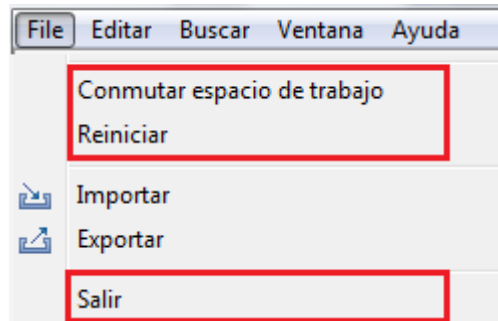 File Editar Buscar Ventana Ayuda
Conmutar espacio de trabajo
Reiniciar
Importar
Exportar
Salir